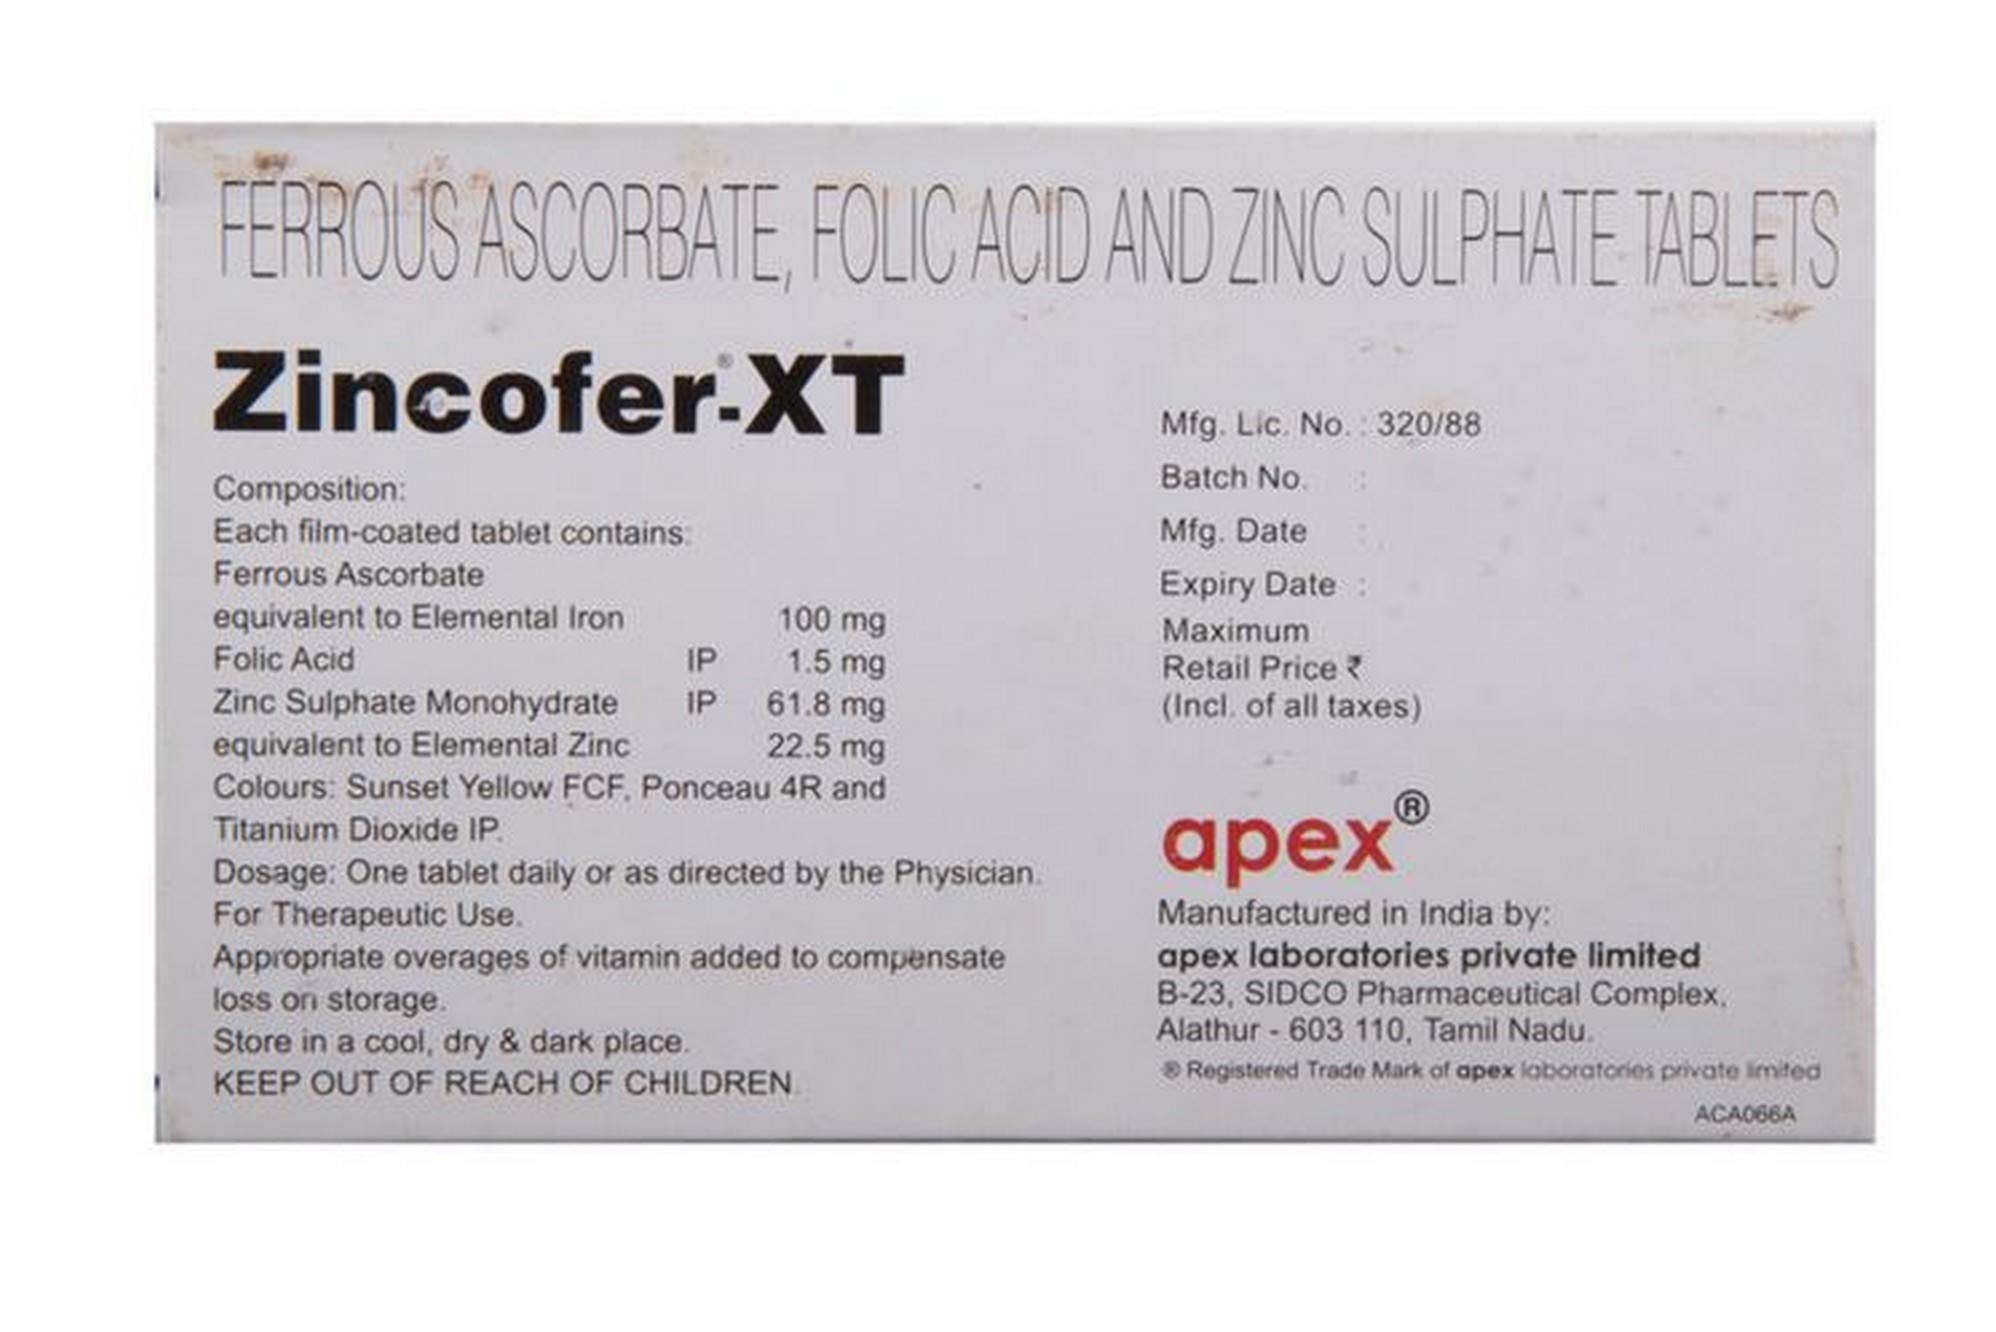 FERROUS ASCORBATE, FOLIC ACID AND ZINC SULPHATE TABLETS
Zincofer®-XT
Composition:
Each film-coated tablet contains:
Ferrous Ascorbate
equivalent to Elemental Iron 100 mg
Folic Acid IP 1.5 mg
Zinc Sulphate Monohydrate IP 61.8 mg
equivalent to Elemental Zinc 22.5 mg
Colours: Sunset Yellow FCF, Ponceau 4R and
Titanium Dioxide IP.
Dosage: One tablet daily or as directed by the Physician.
For Therapeutic Use.
Appropriate overages of vitamin added to compensate
loss on storage.
Store in a cool, dry & dark place.
KEEP OUT OF REACH OF CHILDREN.
Mfg. Lic. No. : 320/88
Batch No. :
Mfg. Date :
Expiry Date :
Maximum
Retail Price ₹
(Incl. of all taxes)
apex®
Manufactured in India by:
apex laboratories private limited
B-23, SIDCO Pharmaceutical Complex,
Alathur - 603 110, Tamil Nadu.
® Registered Trade Mark of apex laboratories private limited
ACA066A